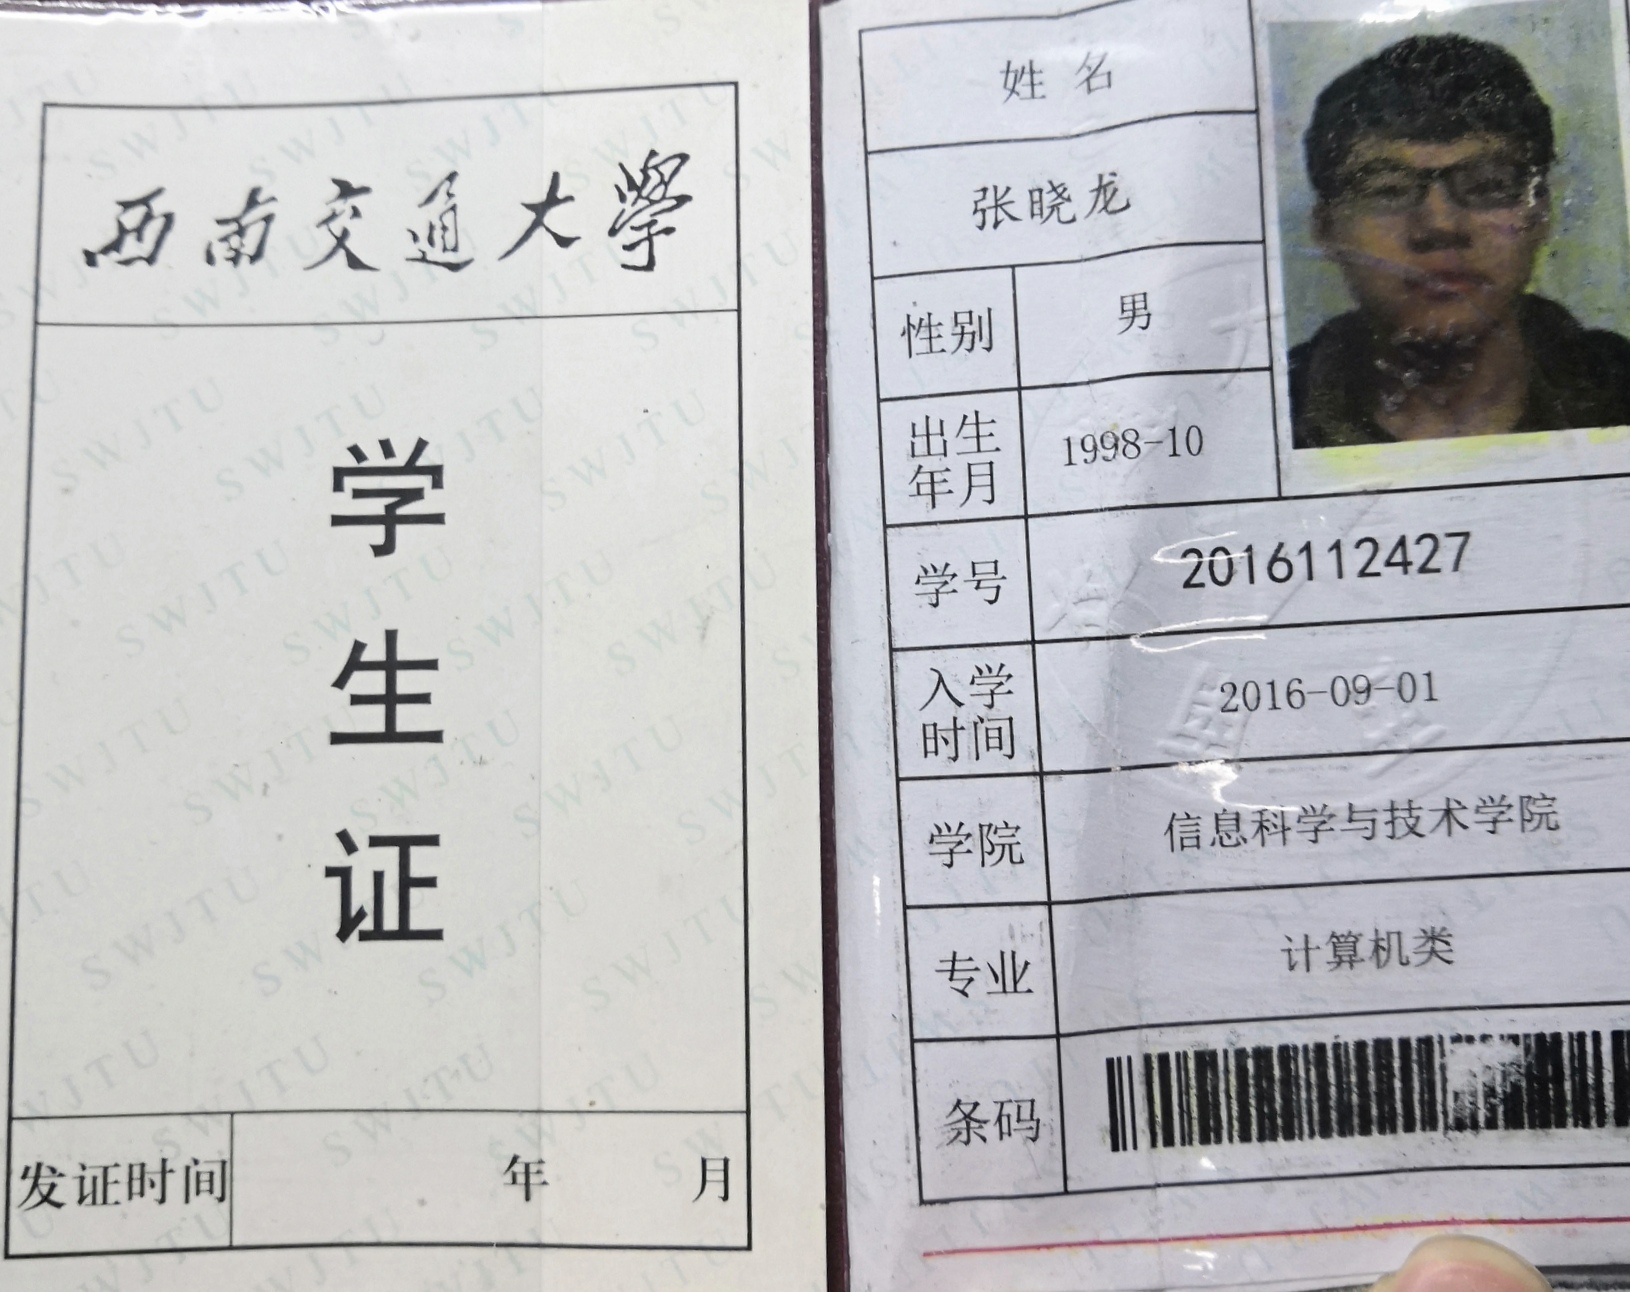 西南交通大學
学
生
证
发证时间 年 月
姓 名
张晓龙
性别 男
出生年月 1998-10
学号 2016112427
入学时间 2016-09-01
学院 信息科学与技术学院
专业 计算机类
条码